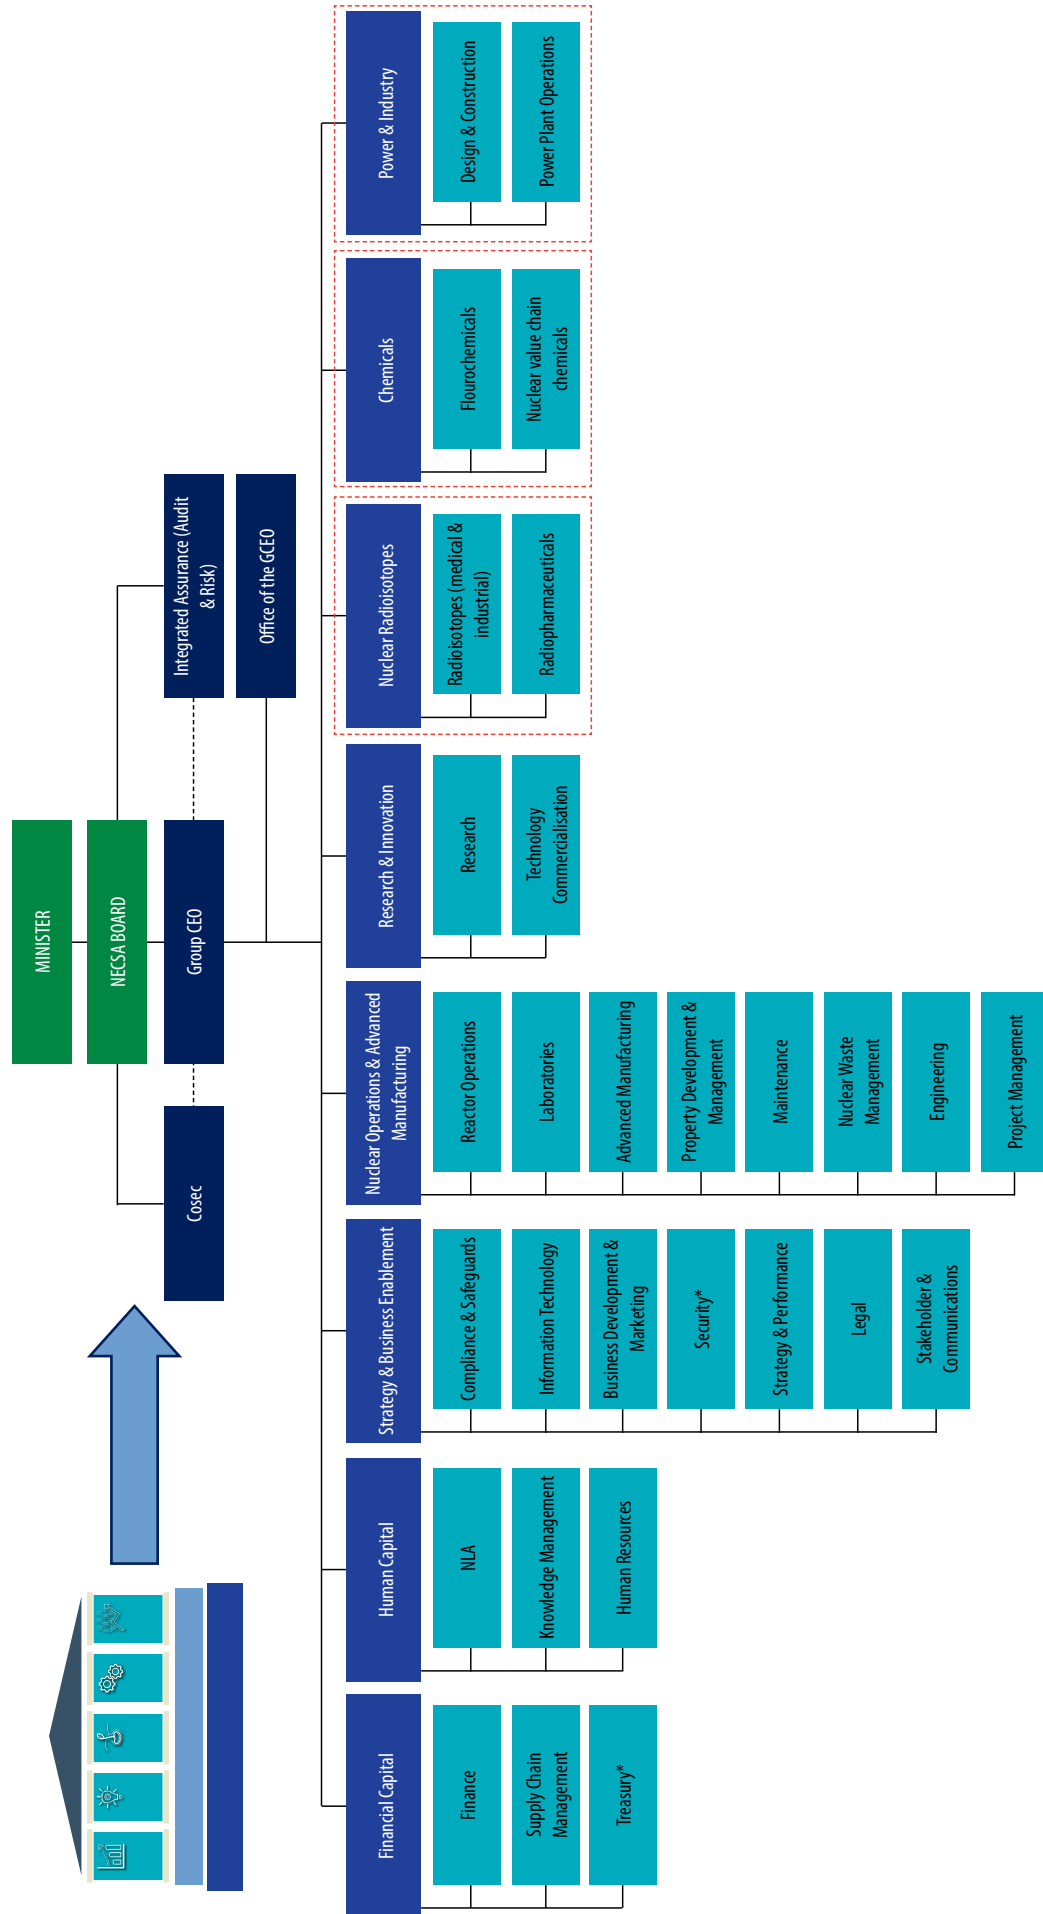 MINISTER
NECSA BOARD
Cosec
Group CEO
Integrated Assurance (Audit
& Risk)
Office of the GCEO
Financial Capital
Finance
Supply Chain
Management
Treasury*
Human Capital
NLA
Knowledge Management
Human Resources
Strategy & Business Enablement
Compliance & Safeguards
Information Technology
Business Development &
Marketing
Security*
Strategy & Performance
Legal
Stakeholder &
Communications
Nuclear Operations & Advanced
Manufacturing
Reactor Operations
Laboratories
Advanced Manufacturing
Property Development &
Management
Maintenance
Nuclear Waste
Management
Engineering
Project Management
Research & Innovation
Research
Technology
Commercialisation
Nuclear Radioisotopes
Radioisotopes (medical &
industrial)
Radiopharmaceuticals
Chemicals
Flourochemicals
Nuclear value chain
chemicals
Power & Industry
Design & Construction
Power Plant Operations